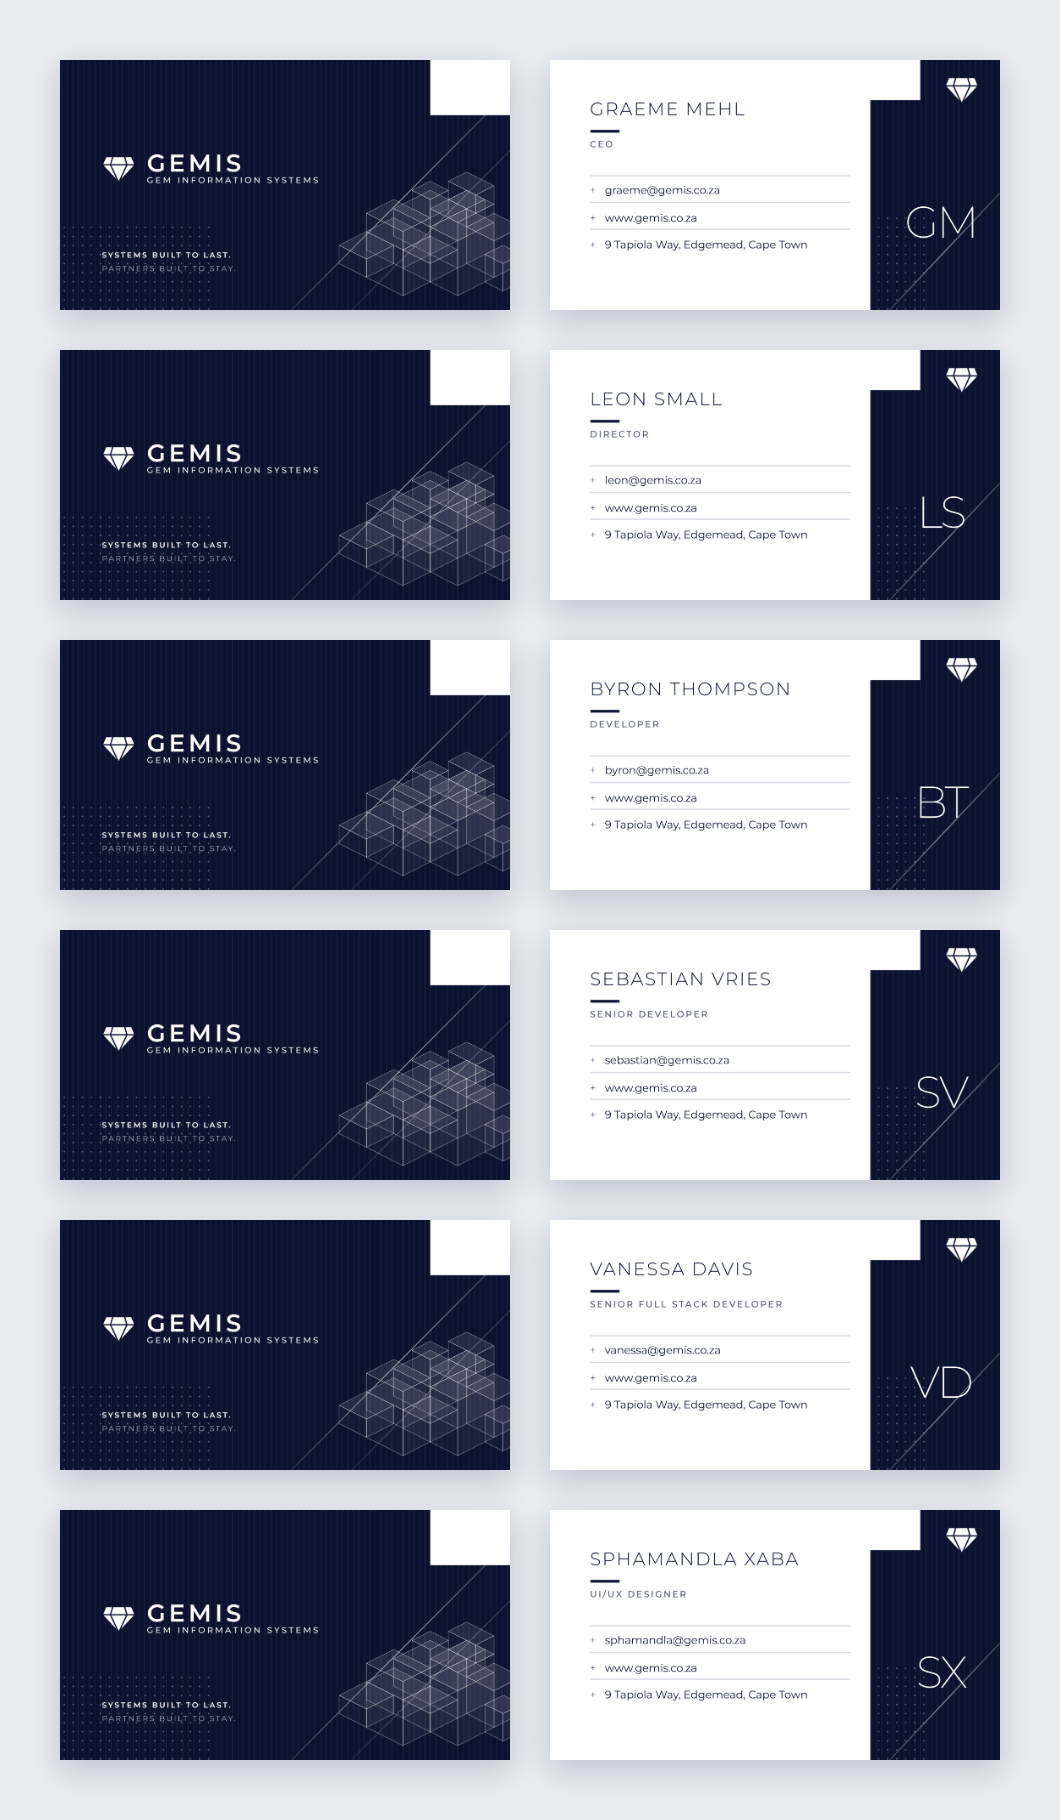 GEMIS
GEM INFORMATION SYSTEMS
SYSTEMS BUILT TO LAST.
PARTNERS BUILT TO STAY.
GRAEME MEHL
CEO
+ graeme@gemis.co.za
+ www.gemis.co.za
+ 9 Tapiola Way, Edgemead, Cape Town
GM
GEMIS
GEM INFORMATION SYSTEMS
SYSTEMS BUILT TO LAST.
PARTNERS BUILT TO STAY.
LEON SMALL
DIRECTOR
+ leon@gemis.co.za
+ www.gemis.co.za
+ 9 Tapiola Way, Edgemead, Cape Town
LS
GEMIS
GEM INFORMATION SYSTEMS
SYSTEMS BUILT TO LAST.
PARTNERS BUILT TO STAY.
BYRON THOMPSON
DEVELOPER
+ byron@gemis.co.za
+ www.gemis.co.za
+ 9 Tapiola Way, Edgemead, Cape Town
BT
GEMIS
GEM INFORMATION SYSTEMS
SYSTEMS BUILT TO LAST.
PARTNERS BUILT TO STAY.
SEBASTIAN VRIES
SENIOR DEVELOPER
+ sebastian@gemis.co.za
+ www.gemis.co.za
+ 9 Tapiola Way, Edgemead, Cape Town
SV
GEMIS
GEM INFORMATION SYSTEMS
SYSTEMS BUILT TO LAST.
PARTNERS BUILT TO STAY.
VANESSA DAVIS
SENIOR FULL STACK DEVELOPER
+ vanessa@gemis.co.za
+ www.gemis.co.za
+ 9 Tapiola Way, Edgemead, Cape Town
VD
GEMIS
GEM INFORMATION SYSTEMS
SYSTEMS BUILT TO LAST.
PARTNERS BUILT TO STAY.
SPHAMANDLA XABA
UI/UX DESIGNER
+ sphamandla@gemis.co.za
+ www.gemis.co.za
+ 9 Tapiola Way, Edgemead, Cape Town
SX